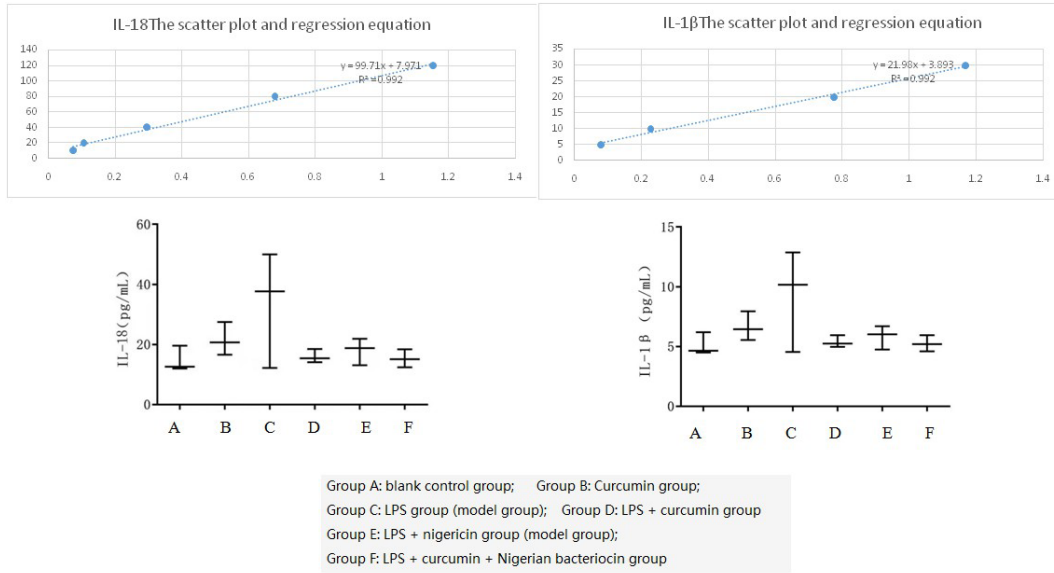 IL-18The scatter plot and regression equation
140
120
100
80
60
40
20
0
y = 99.71x + 7.971
R² =0.992
0 0.2 0.4 0.6 0.8 1 1.2 1.4
IL-1βThe scatter plot and regression equation
35
30
25
20
15
10
5
0
y = 21.98x + 3.893
R² = 0.992
0 0.2 0.4 0.6 0.8 1 1.2 1.4
IL-18(pg/mL)
60
40
20
0
A B C D E F
IL-1 β (pg/mL)
15
10
5
0
A B C D E F
Group A: blank control group; Group B: Curcumin group;
Group C: LPS group (model group); Group D: LPS + curcumin group
Group E: LPS + nigericin group (model group);
Group F: LPS + curcumin + Nigerian bacteriocin group